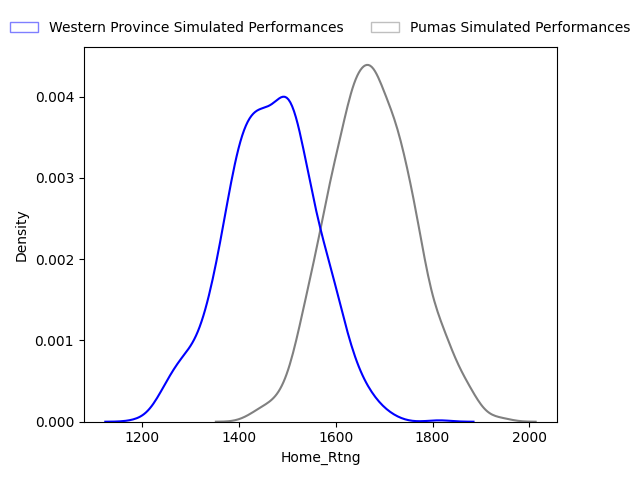 Western Province Simulated Performances Pumas Simulated Performances
0.004
0.003
0.002
0.001
0.000
Density
1200 1400 1600 1800 2000
Home_Rtng